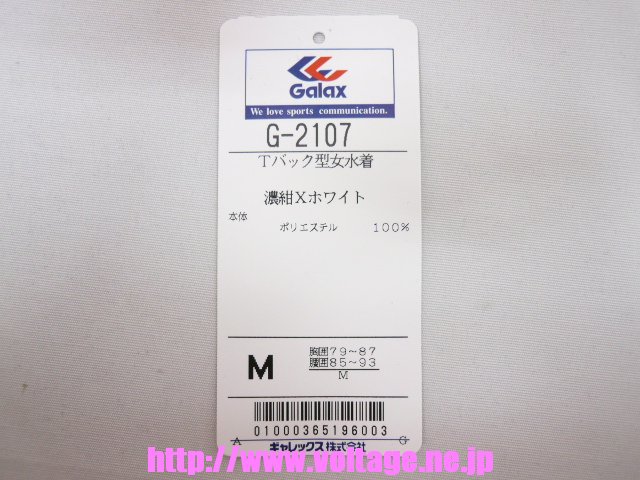 Galax
We love sports communication.
G-2107
Tバック型女水着
濃紺Xホワイト
本体
ポリエステル 100%
M
胸囲79~87
腰囲85~93
M
01000365196003
A ギャレックス株式会社 G
http://www.voltage.ne.jp